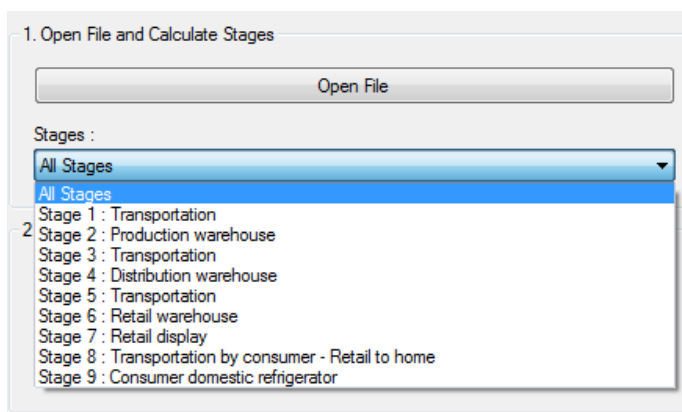 1. Open File and Calculate Stages
Open File
Stages :
All Stages
All Stages
Stage 1 : Transportation
2
Stage 2 : Production warehouse
Stage 3 : Transportation
Stage 4 : Distribution warehouse
Stage 5 : Transportation
Stage 6 : Retail warehouse
Stage 7 : Retail display
Stage 8 : Transportation by consumer - Retail to home
Stage 9 : Consumer domestic refrigerator